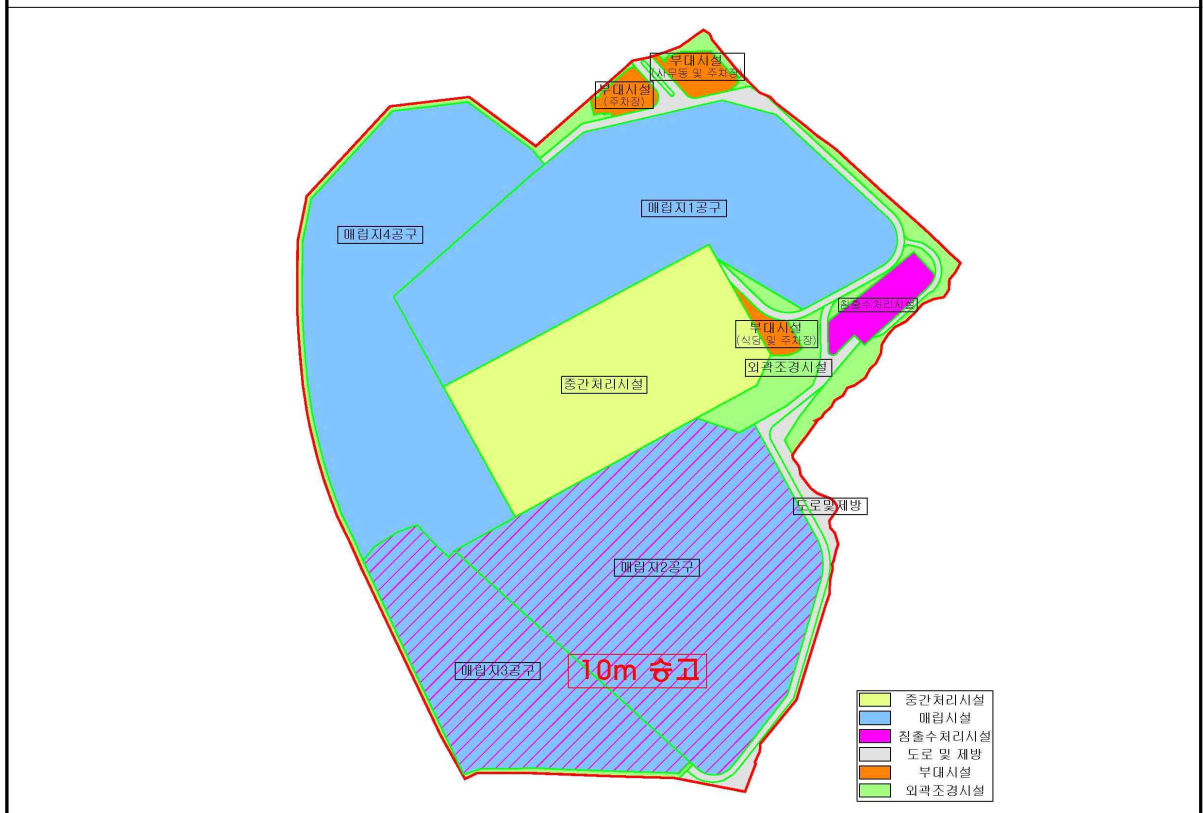 부대시설
(사무동 및 주차장)
부대시설
(주차장)
매립지1공구
매립지4공구
침출수처리시설
부대시설
(식당 및 주차장)
외곽조경시설
중간처리시설
도로및제방
매립지2공구
매립지3공구
10m 승고
중간처리시설
매립시설
침출수처리시설
도로 및 제방
부대시설
외곽조경시설